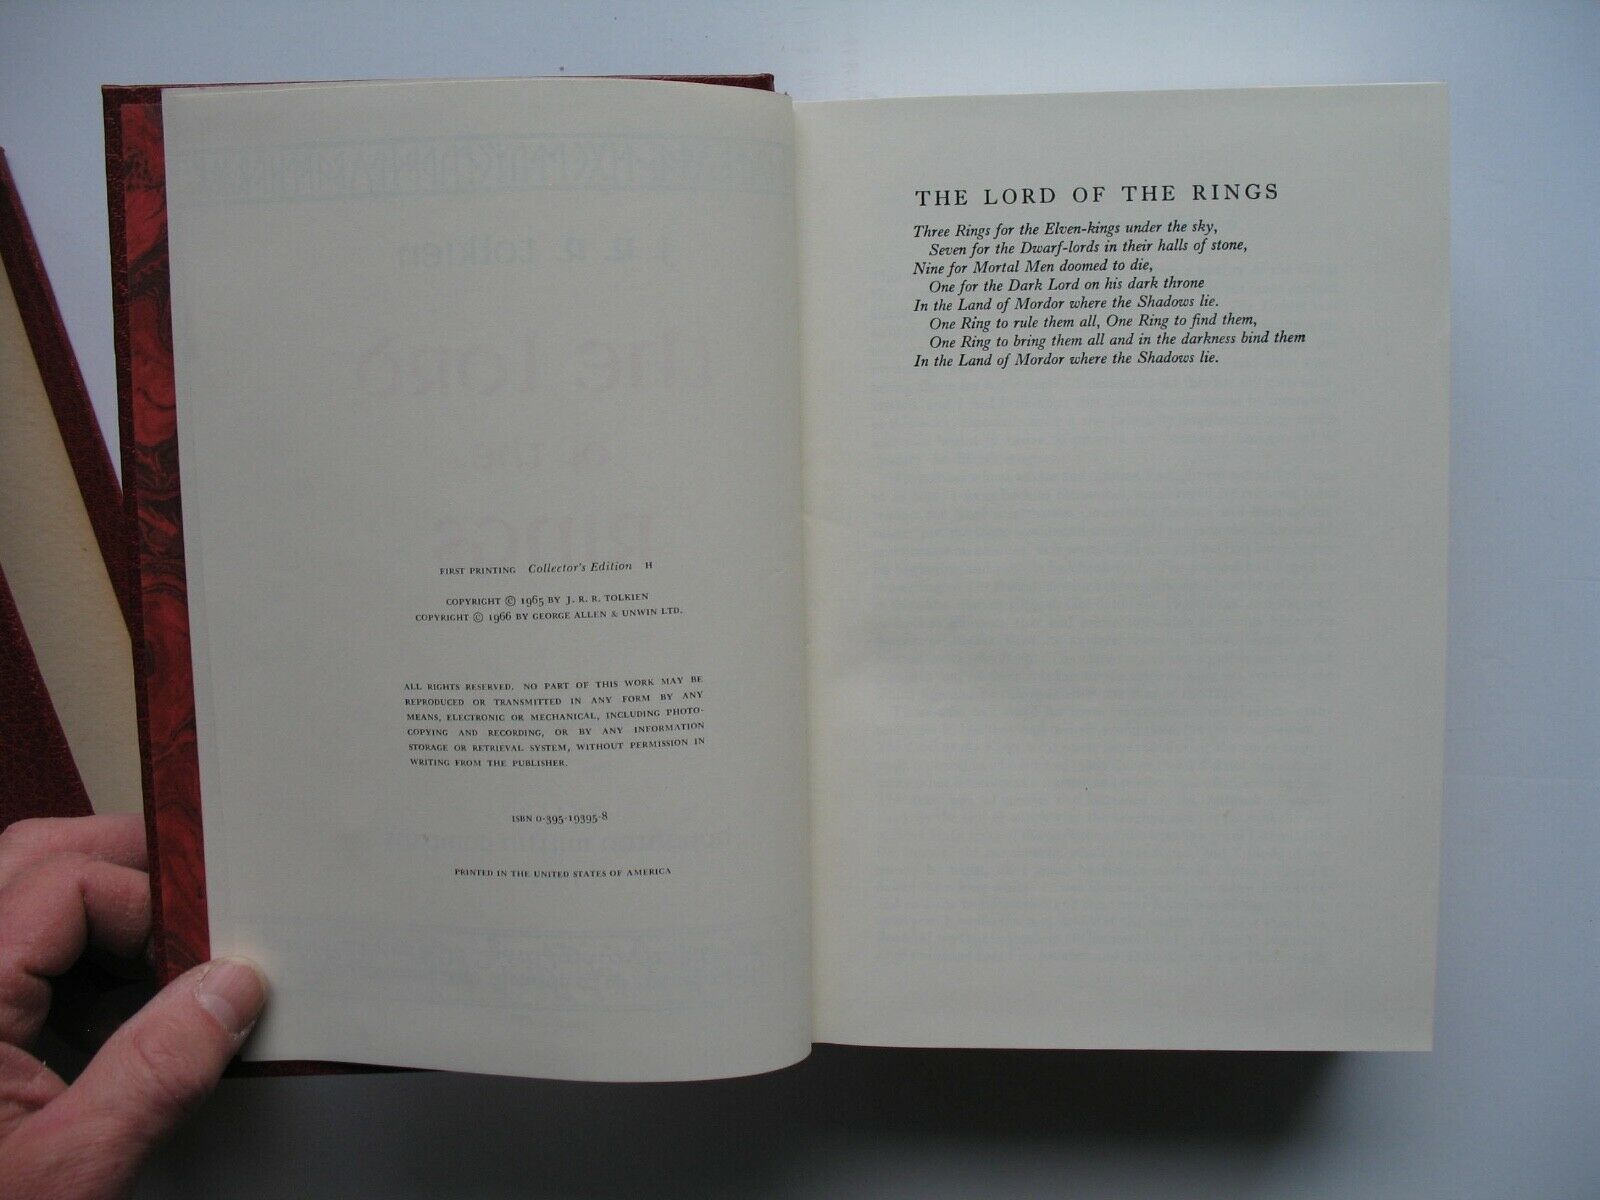 FIRST PRINTING Collector's Edition H
COPYRIGHT © 1965 BY J. R. R. TOLKIEN
COPYRIGHT © 1966 BY GEORGE ALLEN & UNWIN LTD.
ALL RIGHTS RESERVED. NO PART OF THIS WORK MAY BE
REPRODUCED OR TRANSMITTED IN ANY FORM BY ANY
MEANS, ELECTRONIC OR MECHANICAL, INCLUDING PHOTO-
COPYING AND RECORDING, OR BY ANY INFORMATION
STORAGE OR RETRIEVAL SYSTEM, WITHOUT PERMISSION IN
WRITING FROM THE PUBLISHER.
ISBN 0-395-19395-8
PRINTED IN THE UNITED STATES OF AMERICA
THE LORD OF THE RINGS
Three Rings for the Elven-kings under the sky,
Seven for the Dwarf-lords in their halls of stone,
Nine for Mortal Men doomed to die,
One for the Dark Lord on his dark throne
In the Land of Mordor where the Shadows lie.
One Ring to rule them all, One Ring to find them,
One Ring to bring them all and in the darkness bind them
In the Land of Mordor where the Shadows lie.